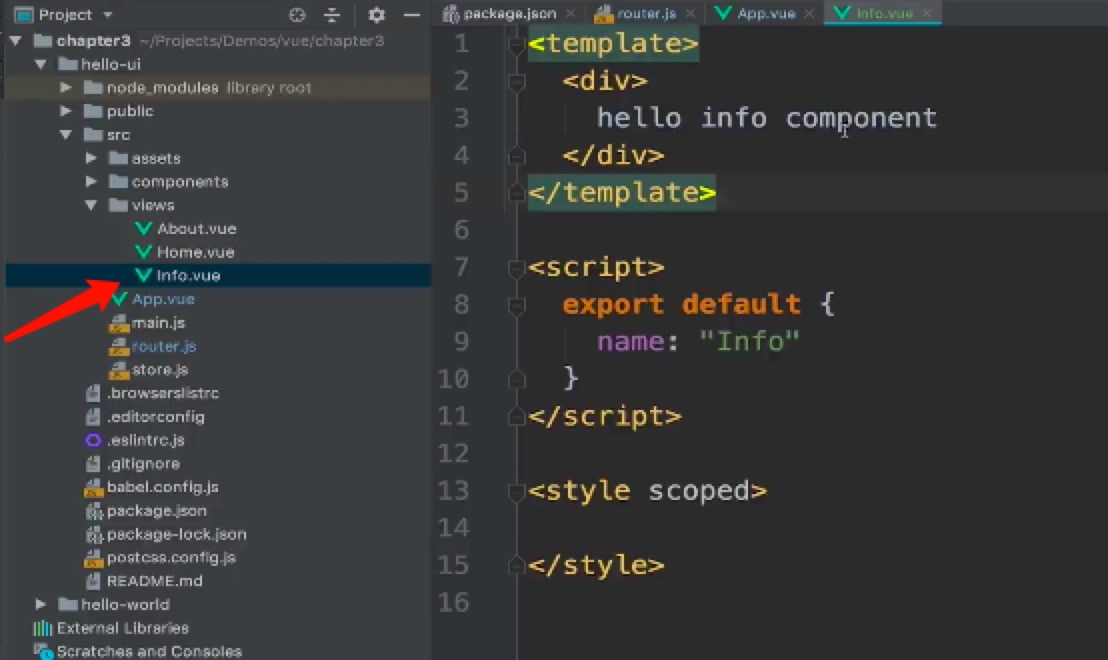 Project
chapter3 ~/Projects/Demos/vue/chapter3
hello-ui
node_modules library root
public
src
assets
components
views
About.vue
Home.vue
Info.vue
App.vue
main.js
router.js
store.js
.browserslistrc
.editorconfig
.eslintrc.js
.gitignore
babel.config.js
package.json
package-lock.json
postcss.config.js
README.md
hello-world
External Libraries
Scratches and Consoles
package.json router.js App.vue Info.vue
1 <template>
2 <div>
3 hello info component
4 </div>
5 </template>
6
7 <script>
8 export default {
9 name: "Info"
10 }
11 </script>
12
13 <style scoped>
14
15 </style>
16